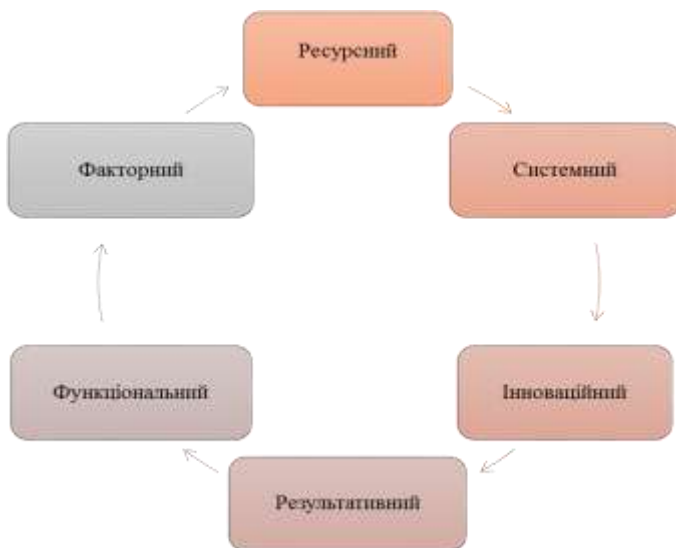 Ресурсний
Системний
Інноваційний
Результативний
Функціональний
Факторний